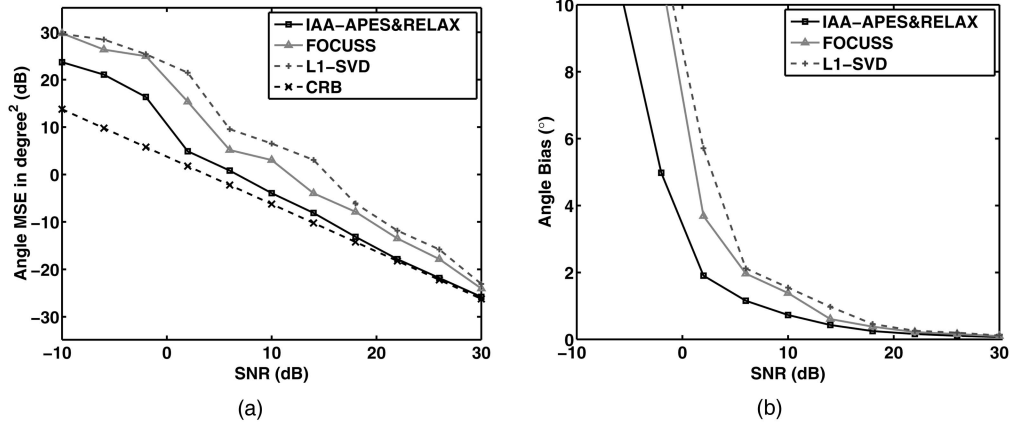 IAA−APES&RELAX
FOCUSS
L1−SVD
CRB
30
20
10
0
−10
−20
−30
Angle MSE in degree² (dB)
−10
0
10
20
30
SNR (dB)
(a)
IAA−APES&RELAX
FOCUSS
L1−SVD
10
8
6
4
2
0
Angle Bias (°)
−10
0
10
20
30
SNR (dB)
(b)